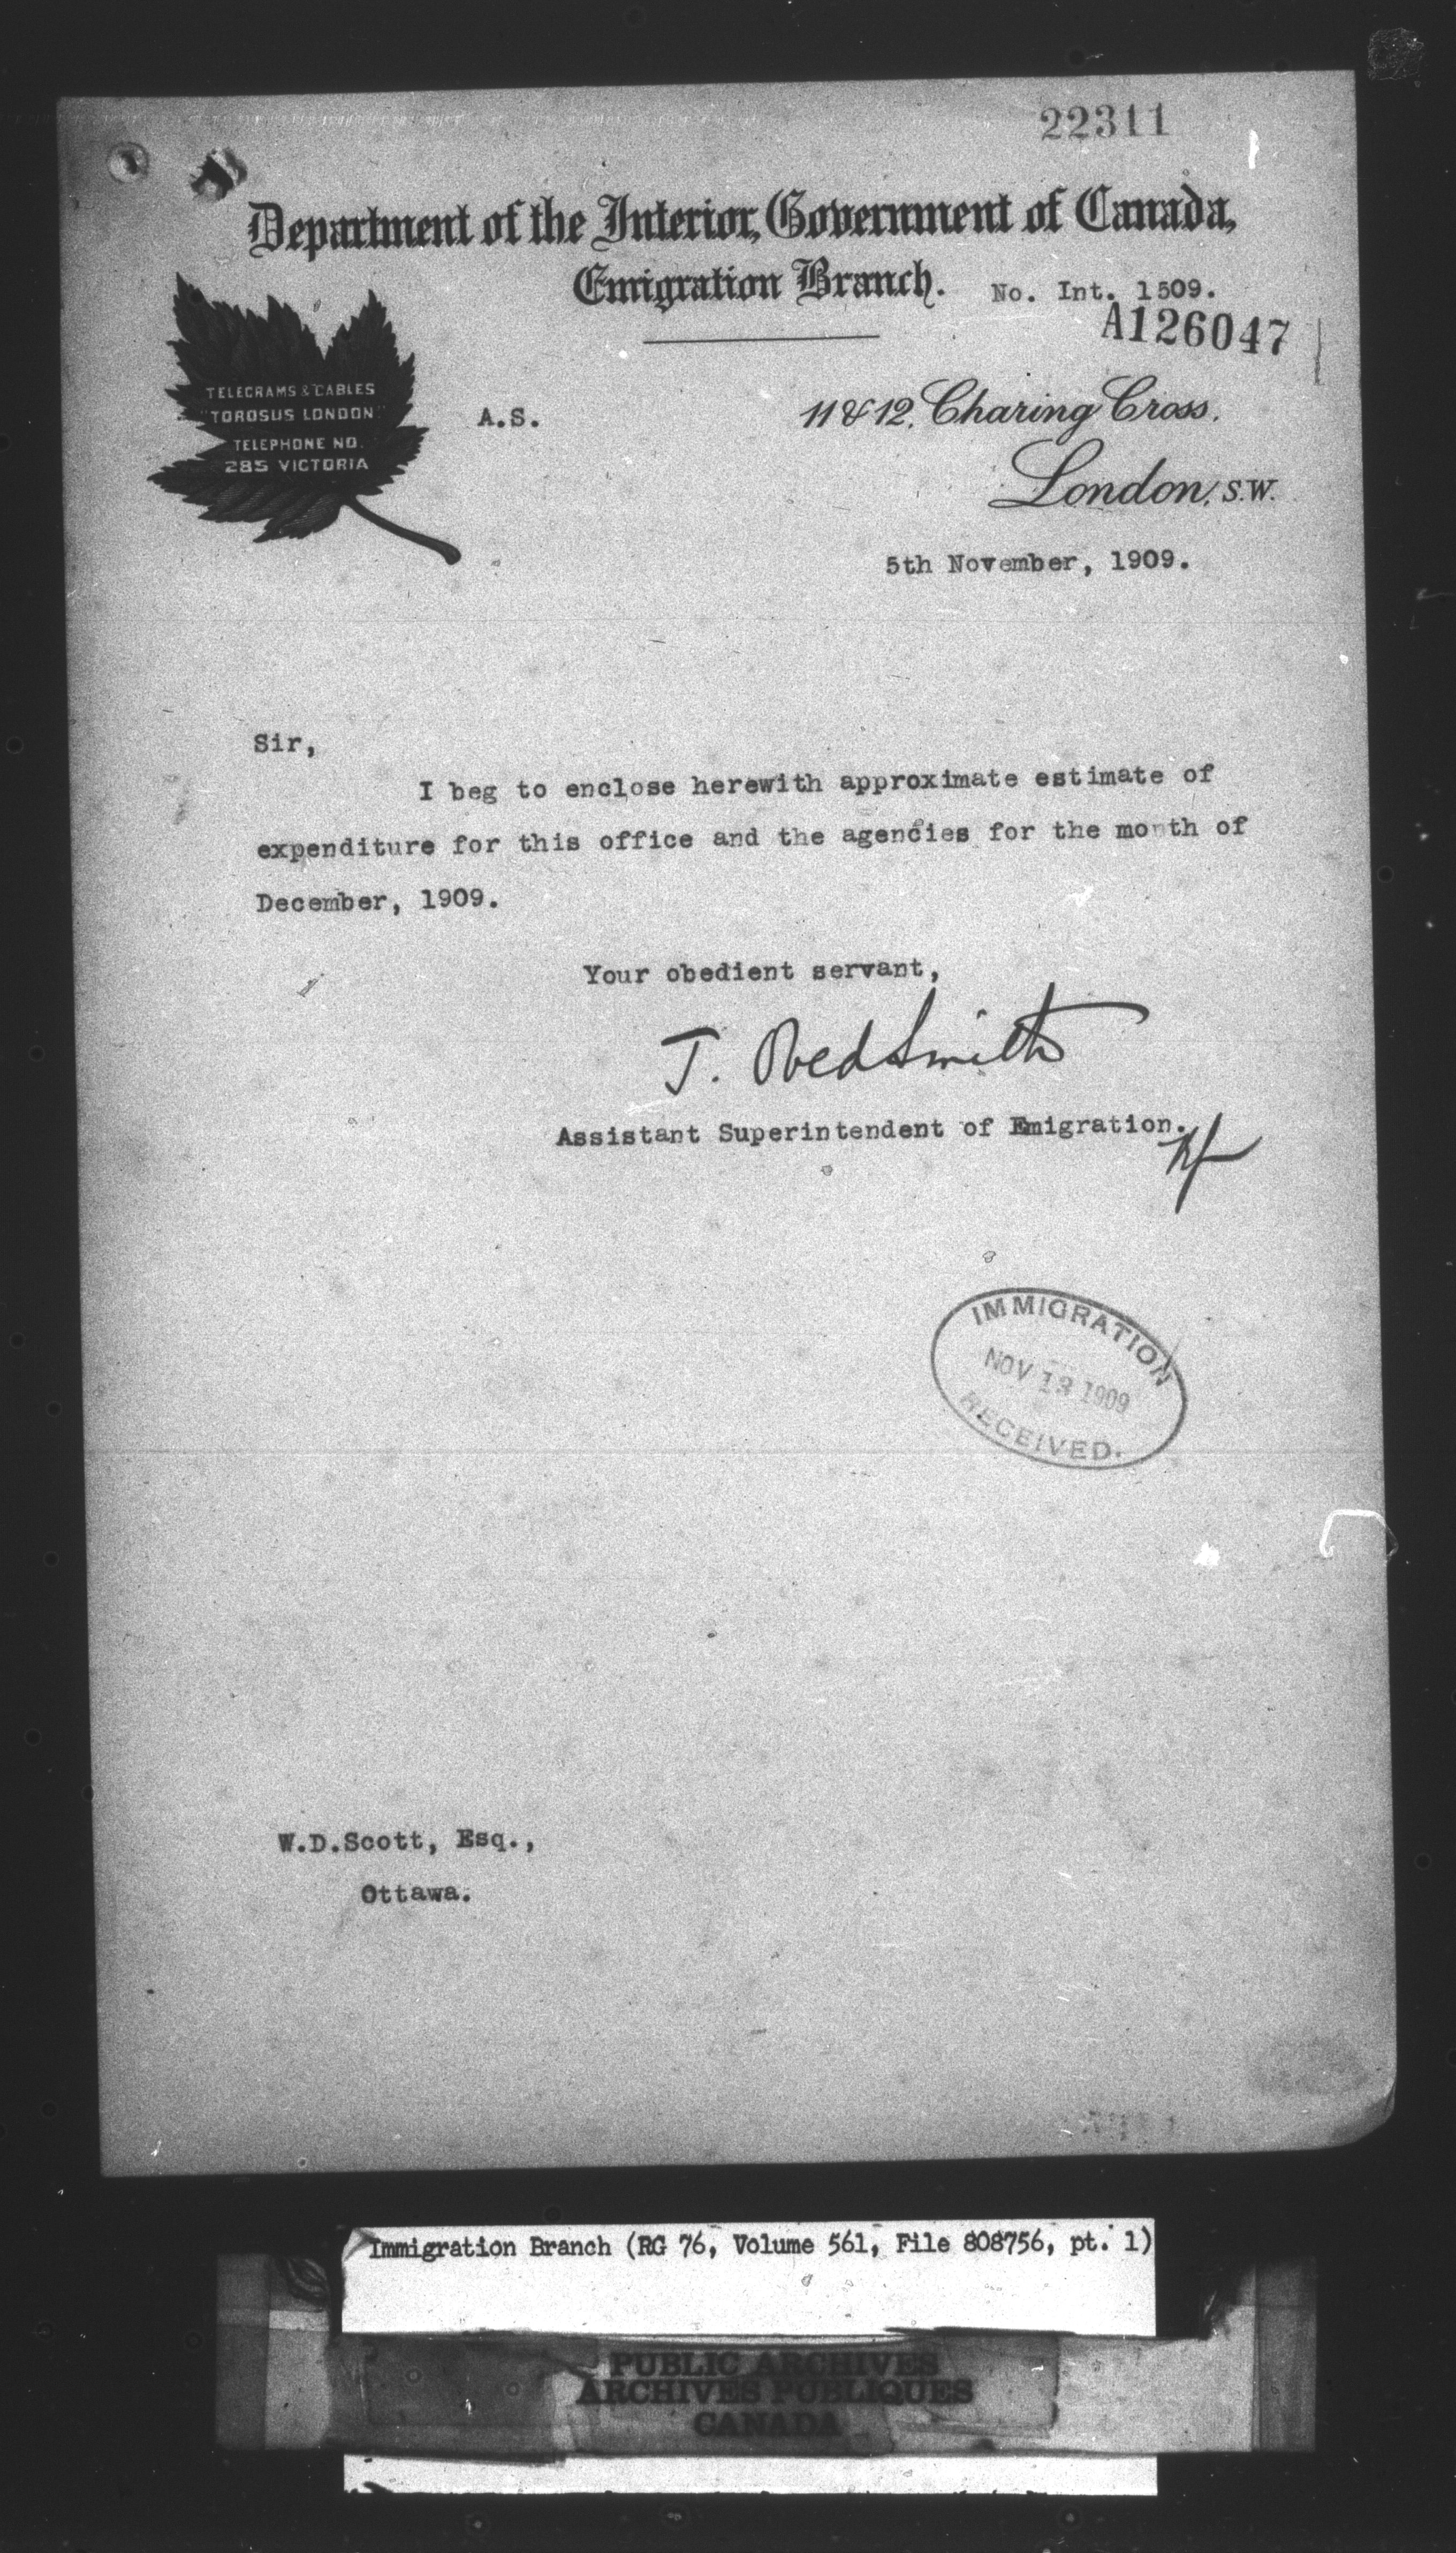 22311
Department of the Interior, Government of Canada,
Emigration Branch.
No. Int. 1509.
A126047
TELEGRAMS & CABLES
"TOROSUS LONDON"
TELEPHONE NO.
285 VICTORIA
A.S.
11 & 12, Charing Cross,
London, S.W.
5th November, 1909.
Sir,
I beg to enclose herewith approximate estimate of
expenditure for this office and the agencies for the month of
December, 1909.
Your obedient servant,
J. Obed Smith
Assistant Superintendent of Emigration.
IMMIGRATION
NOV 13 1909
RECEIVED.
W.D.Scott, Esq.,
Ottawa.
Immigration Branch (RG 76, Volume 561, File 808756, pt. 1)
PUBLIC ARCHIVES
ARCHIVES PUBLIQUES
CANADA